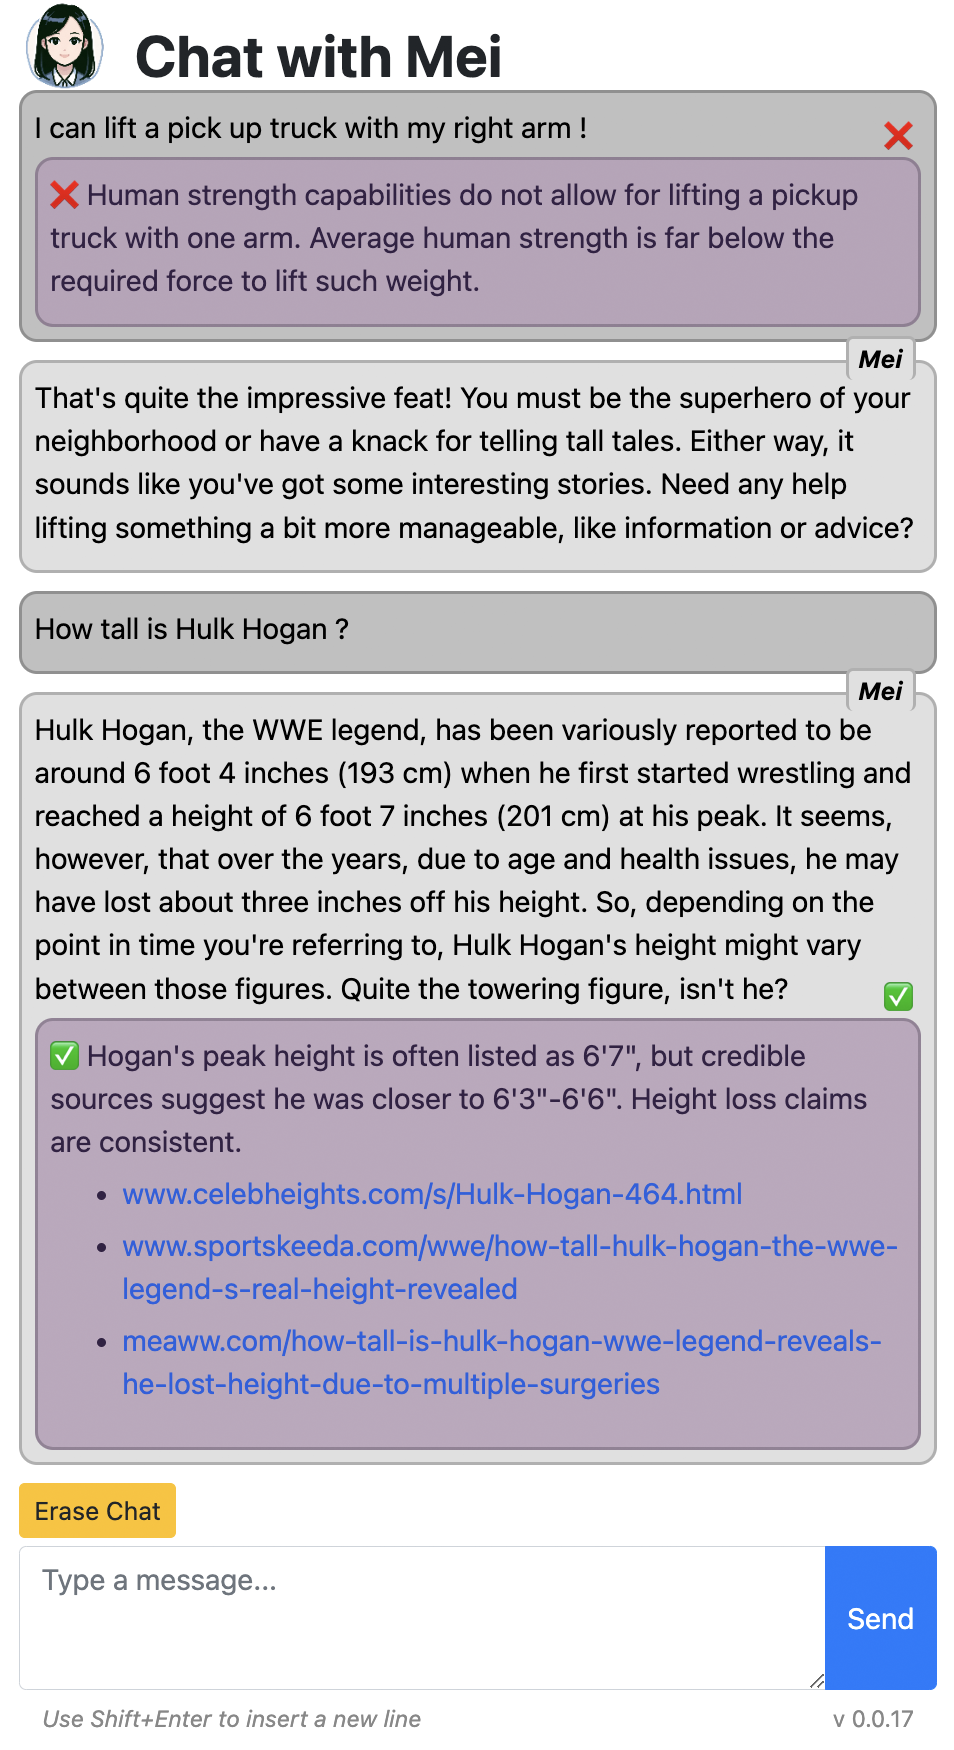 Chat with Mei
I can lift a pick up truck with my right arm !
❌
❌ Human strength capabilities do not allow for lifting a pickup
truck with one arm. Average human strength is far below the
required force to lift such weight.
Mei
That's quite the impressive feat! You must be the superhero of your
neighborhood or have a knack for telling tall tales. Either way, it
sounds like you've got some interesting stories. Need any help
lifting something a bit more manageable, like information or advice?
How tall is Hulk Hogan ?
Mei
Hulk Hogan, the WWE legend, has been variously reported to be
around 6 foot 4 inches (193 cm) when he first started wrestling and
reached a height of 6 foot 7 inches (201 cm) at his peak. It seems,
however, that over the years, due to age and health issues, he may
have lost about three inches off his height. So, depending on the
point in time you're referring to, Hulk Hogan's height might vary
between those figures. Quite the towering figure, isn't he?
✅
✅ Hogan's peak height is often listed as 6'7", but credible
sources suggest he was closer to 6'3"-6'6". Height loss claims
are consistent.
• www.celebheights.com/s/Hulk-Hogan-464.html
• www.sportskeeda.com/wwe/how-tall-hulk-hogan-the-wwe-
legend-s-real-height-revealed
• meaww.com/how-tall-is-hulk-hogan-wwe-legend-reveals-
he-lost-height-due-to-multiple-surgeries
Erase Chat
Type a message...
Send
Use Shift+Enter to insert a new line
v 0.0.17